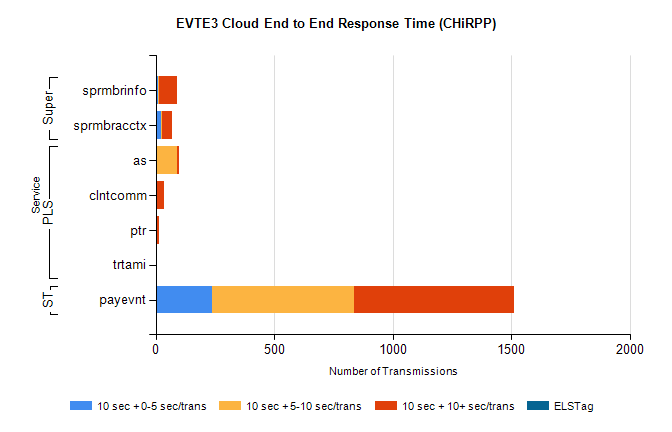 EVTE3 Cloud End to End Response Time (CHiRPP)
Service
Super
sprmbrinfo
sprmbracctx
PLS
as
clntcomm
ptr
trtami
ST
payevnt
0 500 1000 1500 2000
Number of Transmissions
10 sec +0-5 sec/trans 10 sec +5-10 sec/trans 10 sec + 10+ sec/trans ELSTag